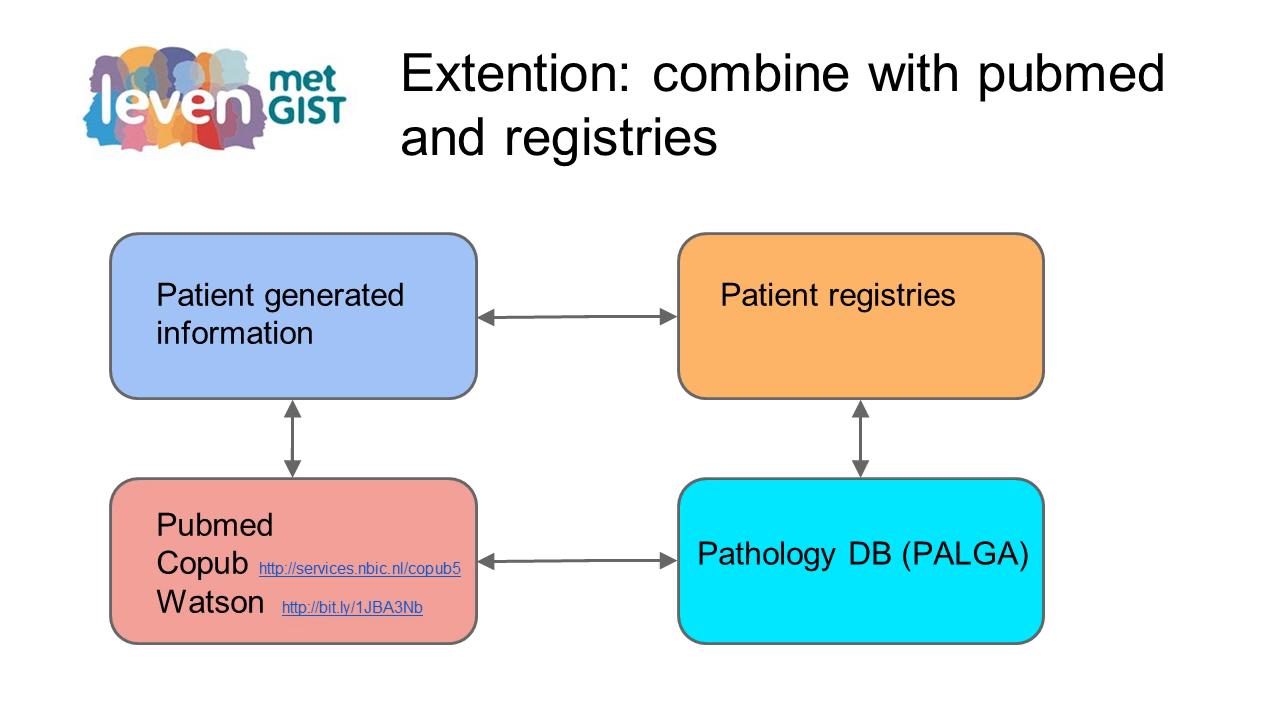 leven met GIST
Extention: combine with pubmed
and registries
Patient generated
information
Patient registries
Pubmed
Copub http://services.nbic.nl/copub5
Watson http://bit.ly/1JBA3Nb
Pathology DB (PALGA)